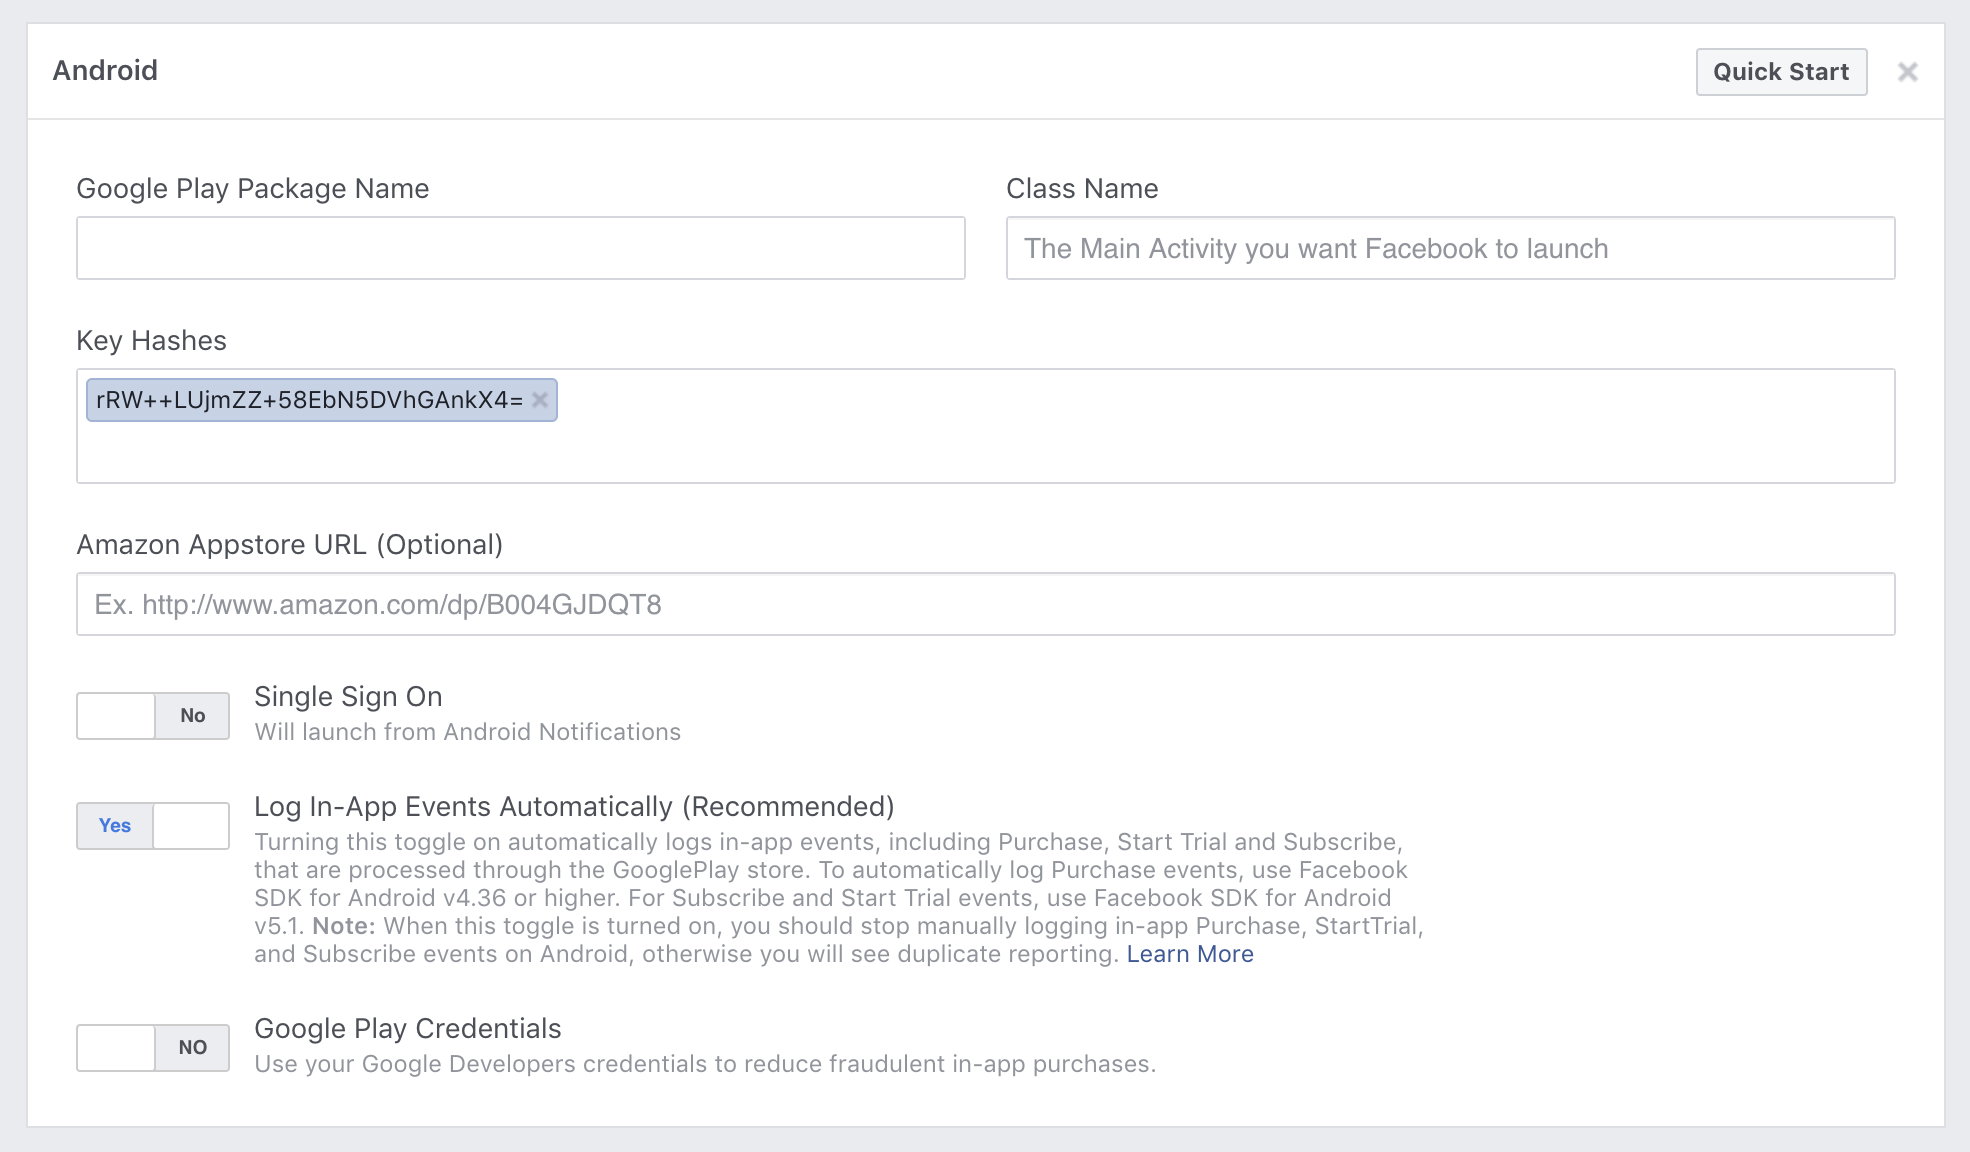 Android
Quick Start
Google Play Package Name
Class Name
The Main Activity you want Facebook to launch
Key Hashes
rRW++LUjmZZ+58EbN5DVhGAnkX4=
Amazon Appstore URL (Optional)
Ex. http://www.amazon.com/dp/B004GJDQT8
No
Single Sign On
Will launch from Android Notifications
Yes
Log In-App Events Automatically (Recommended)
Turning this toggle on automatically logs in-app events, including Purchase, Start Trial and Subscribe,
that are processed through the GooglePlay store. To automatically log Purchase events, use Facebook
SDK for Android v4.36 or higher. For Subscribe and Start Trial events, use Facebook SDK for Android
v5.1. Note: When this toggle is turned on, you should stop manually logging in-app Purchase, StartTrial,
and Subscribe events on Android, otherwise you will see duplicate reporting. Learn More
NO
Google Play Credentials
Use your Google Developers credentials to reduce fraudulent in-app purchases.